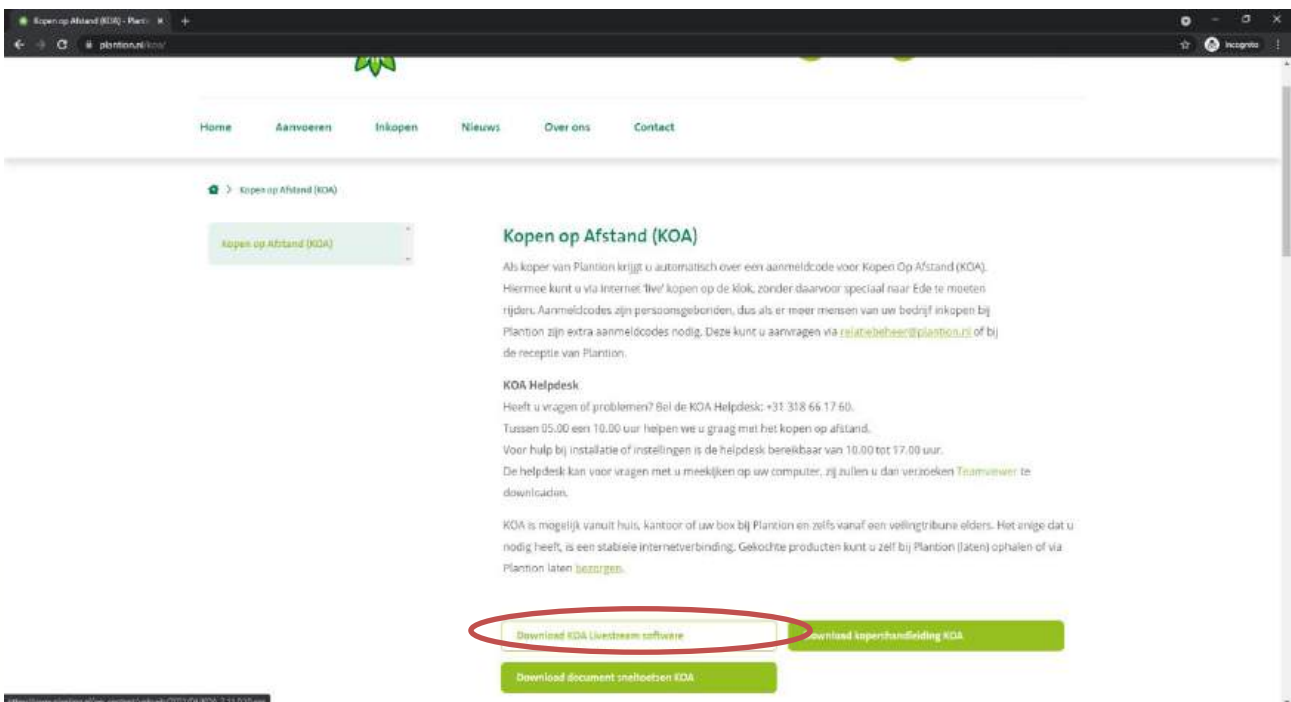 Kopen op Afstand (KOA) - Planti
plantion.nl/koa/
Incognito
Home Aanvoeren Inkopen Nieuws Over ons Contact
> Kopen op Afstand (KOA)
Kopen op Afstand (KOA)
Kopen op Afstand (KOA)
Als koper van Plantion krijgt u automatisch over een aanmeldcode voor Kopen Op Afstand (KOA).
Hiermee kunt u via Internet 'live' kopen op de klok, zonder daarvoor speciaal naar Ede te moeten
rijden. Aanmeldcodes zijn persoonsgebonden, dus als er meer mensen van uw bedrijf inkopen bij
Plantion zijn extra aanmeldcodes nodig. Deze kunt u aanvragen via relatiebeheer@plantion.nl of bij
de receptie van Plantion.
KOA Helpdesk
Heeft u vragen of problemen? Bel de KOA Helpdesk: +31 318 66 17 60.
Tussen 05.00 een 10.00 uur helpen we u graag met het kopen op afstand.
Voor hulp bij installatie of instellingen is de helpdesk bereikbaar van 10.00 tot 17.00 uur.
De helpdesk kan voor vragen met u meekijken op uw computer, zij zullen u dan verzoeken Teamviewer te
downloaden.
KOA is mogelijk vanuit huis, kantoor of uw box bij Plantion en zelfs vanaf een veilingtribune elders. Het enige dat u
nodig heeft, is een stabiele internetverbinding. Gekochte producten kunt u zelf bij Plantion (laten) ophalen of via
Plantion laten bezorgen.
Download KOA Livestream software
Download kopershandleiding KOA
Download document sneltoetsen KOA